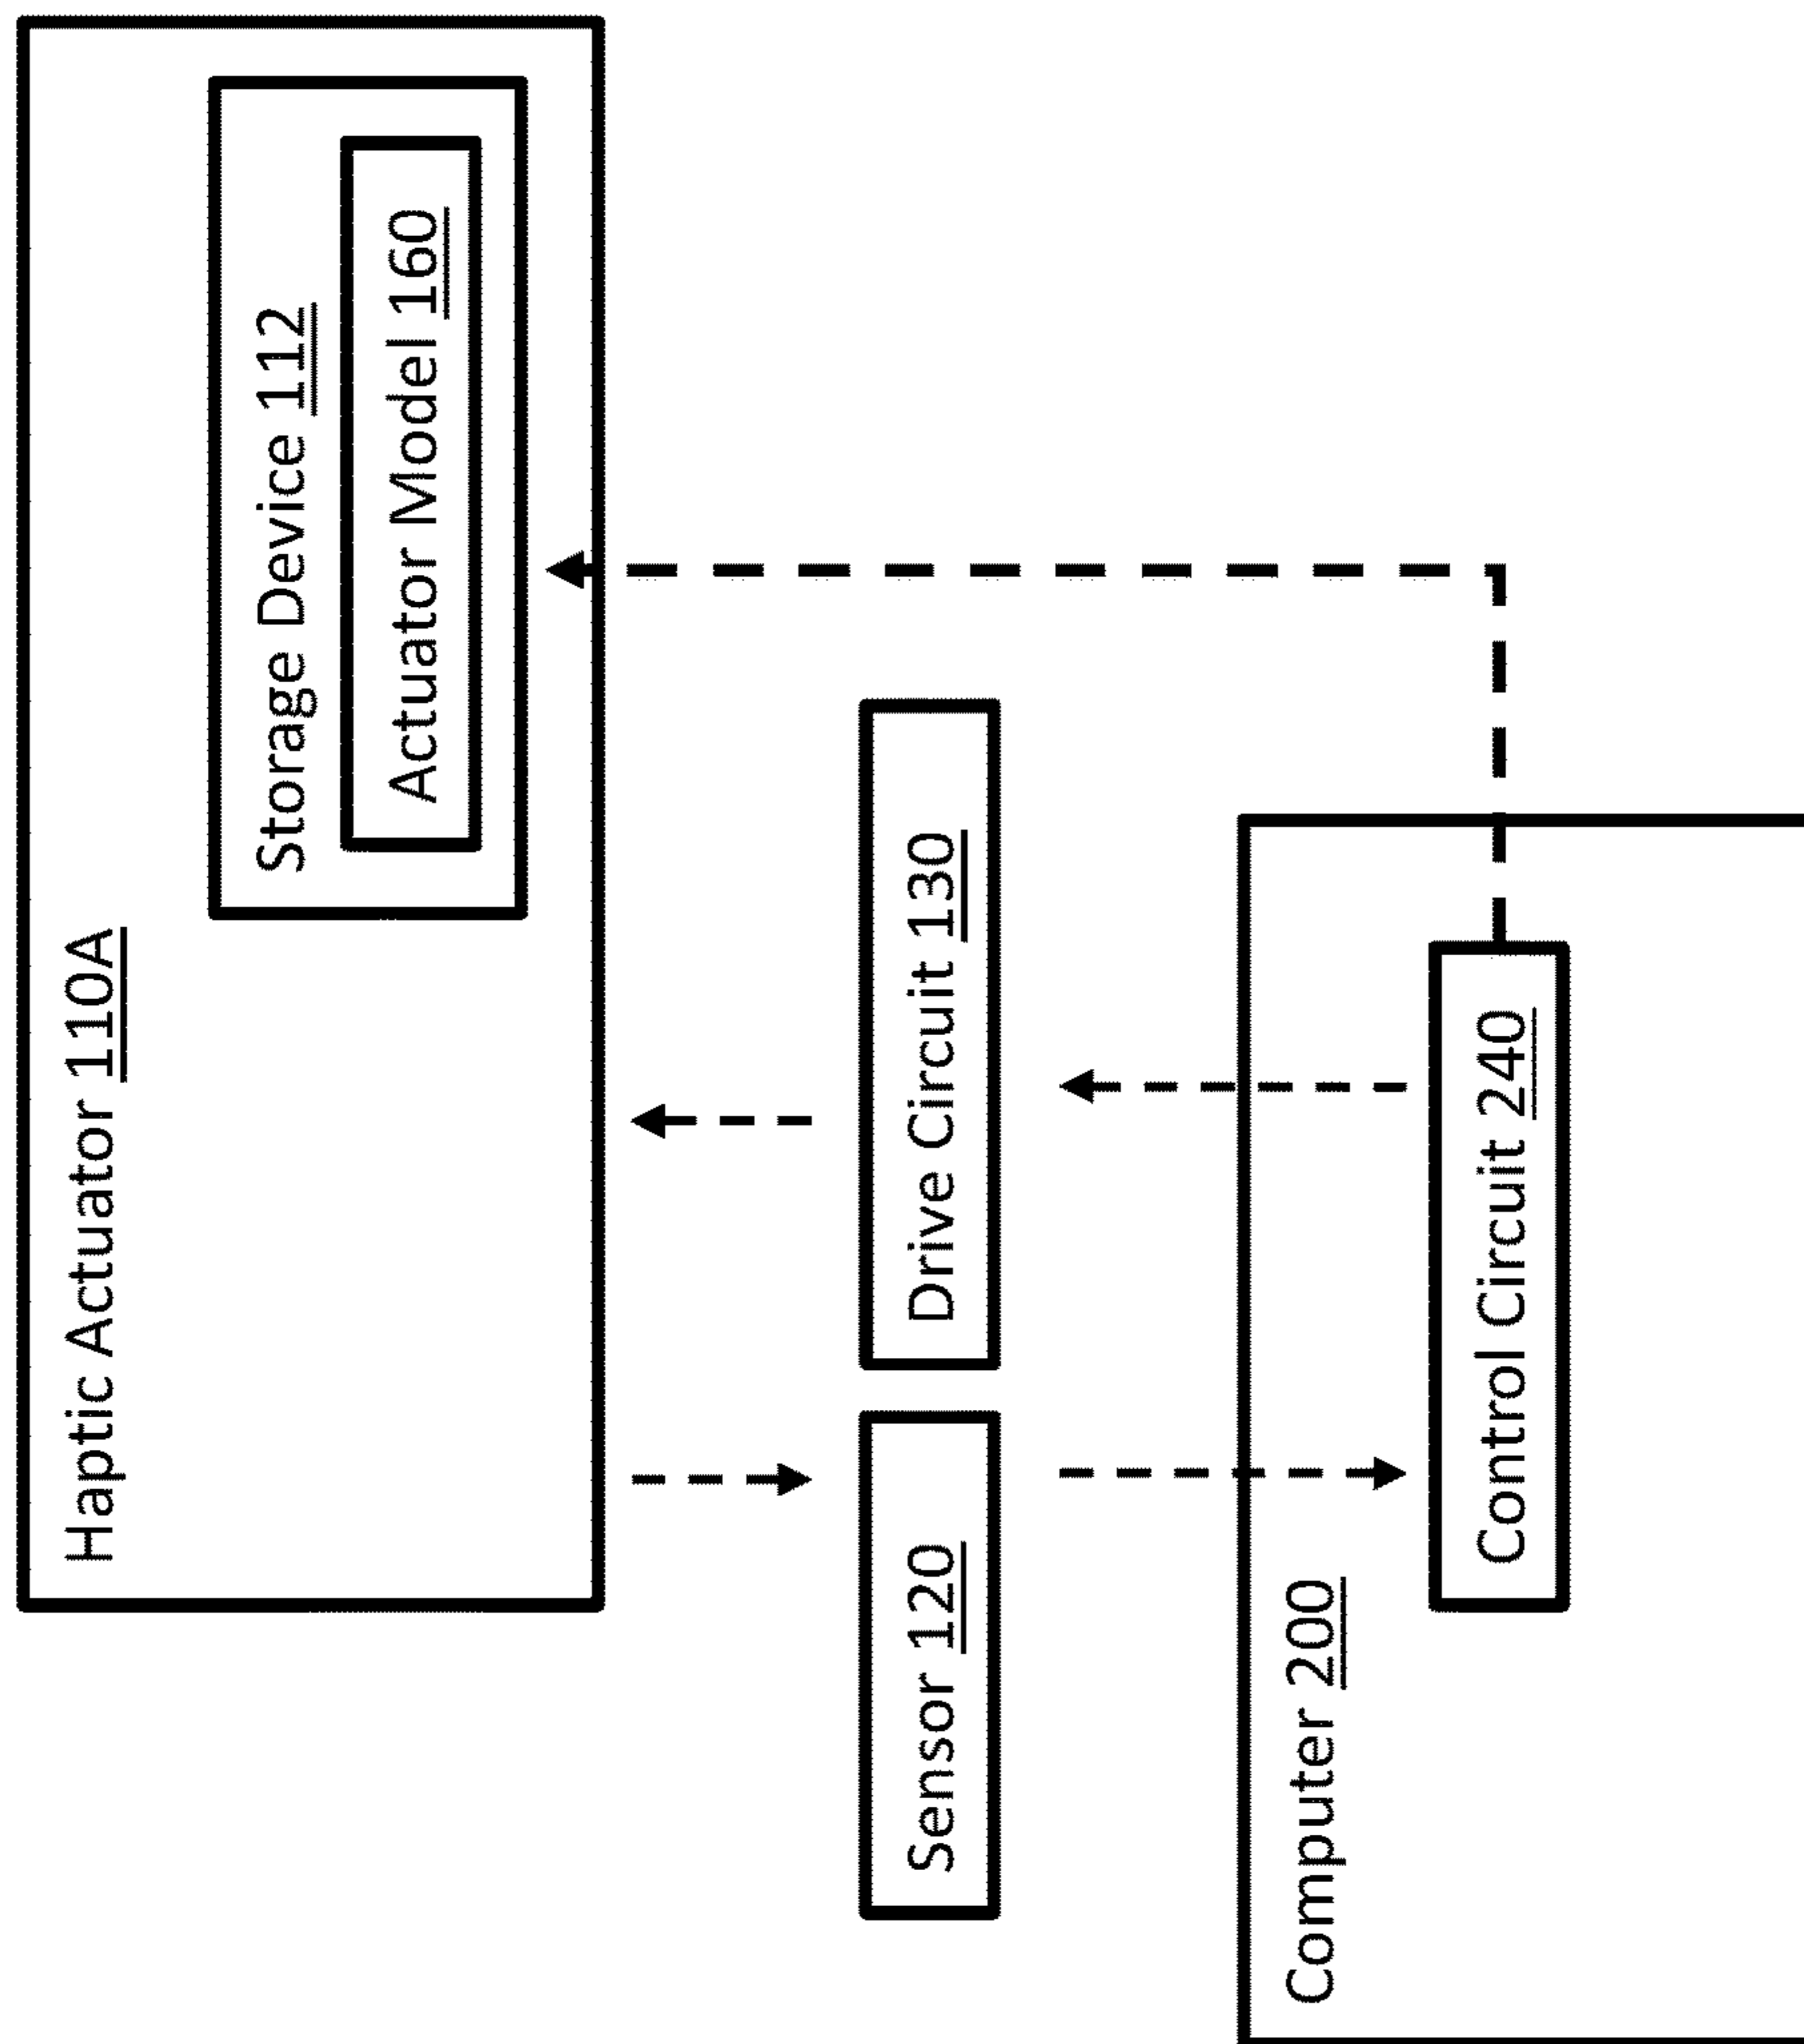 Haptic Actuator 110A
Storage Device 112
Actuator Model 160
Sensor 120
Drive Circuit 130
Computer 200
Control Circuit 240